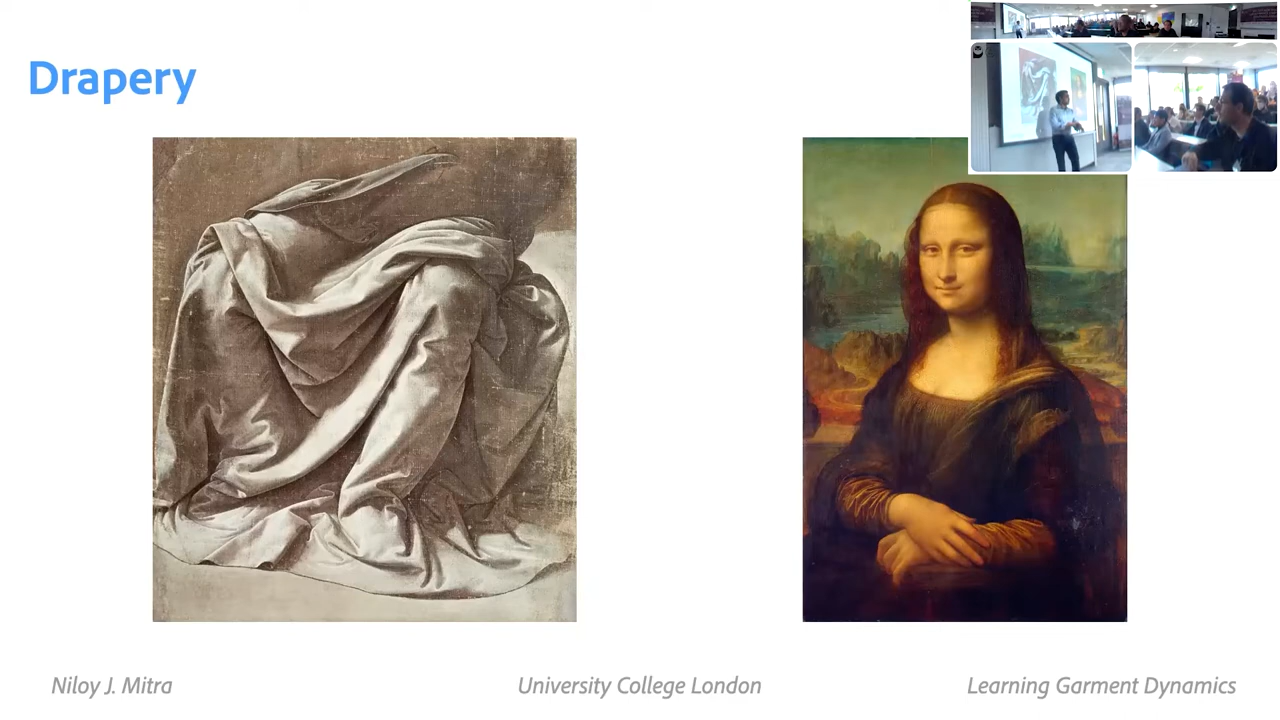 Drapery
Niloy J. Mitra
University College London
Learning Garment Dynamics